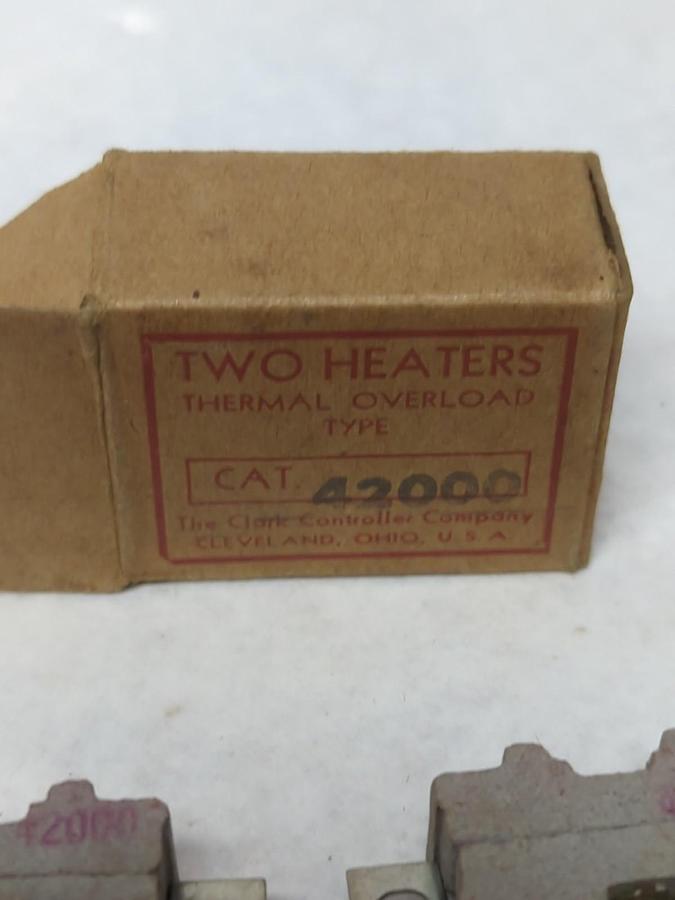 TWO HEATERS
THERMAL OVERLOAD
TYPE
CAT. 42000
The Clark Controller Company
CLEVELAND, OHIO, U.S.A
42000